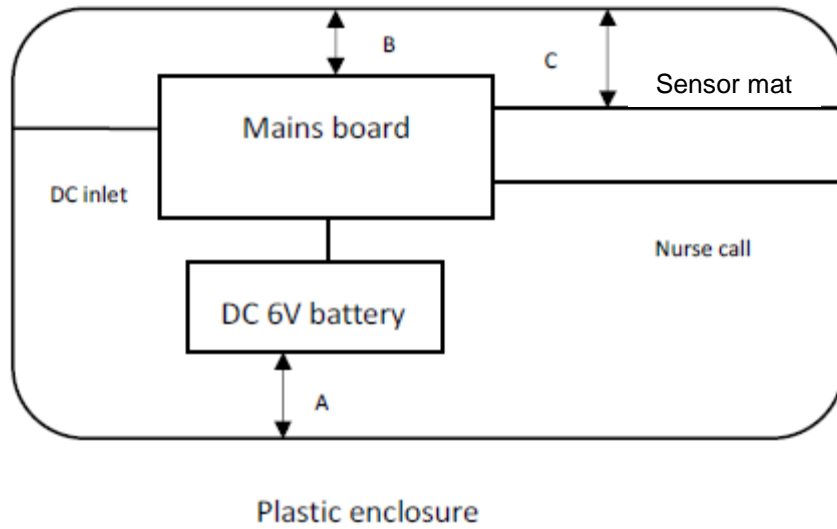 B
C
Sensor mat
Mains board
DC inlet
Nurse call
DC 6V battery
A
Plastic enclosure